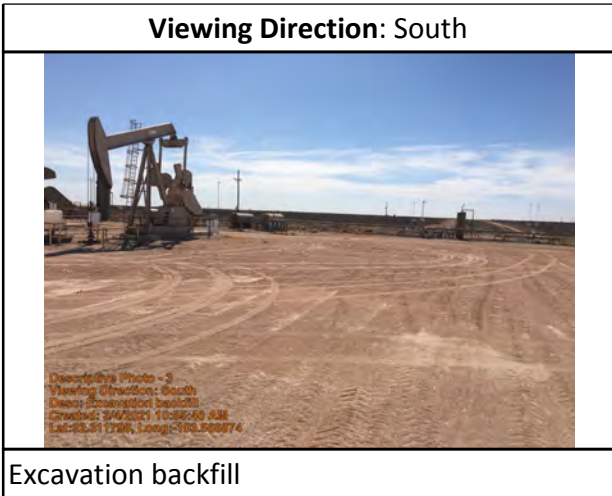 Viewing Direction: South
Descriptive Photo - 3
Viewing Direction: South
Desc: Excavation backfill
Created:
Excavation backfill